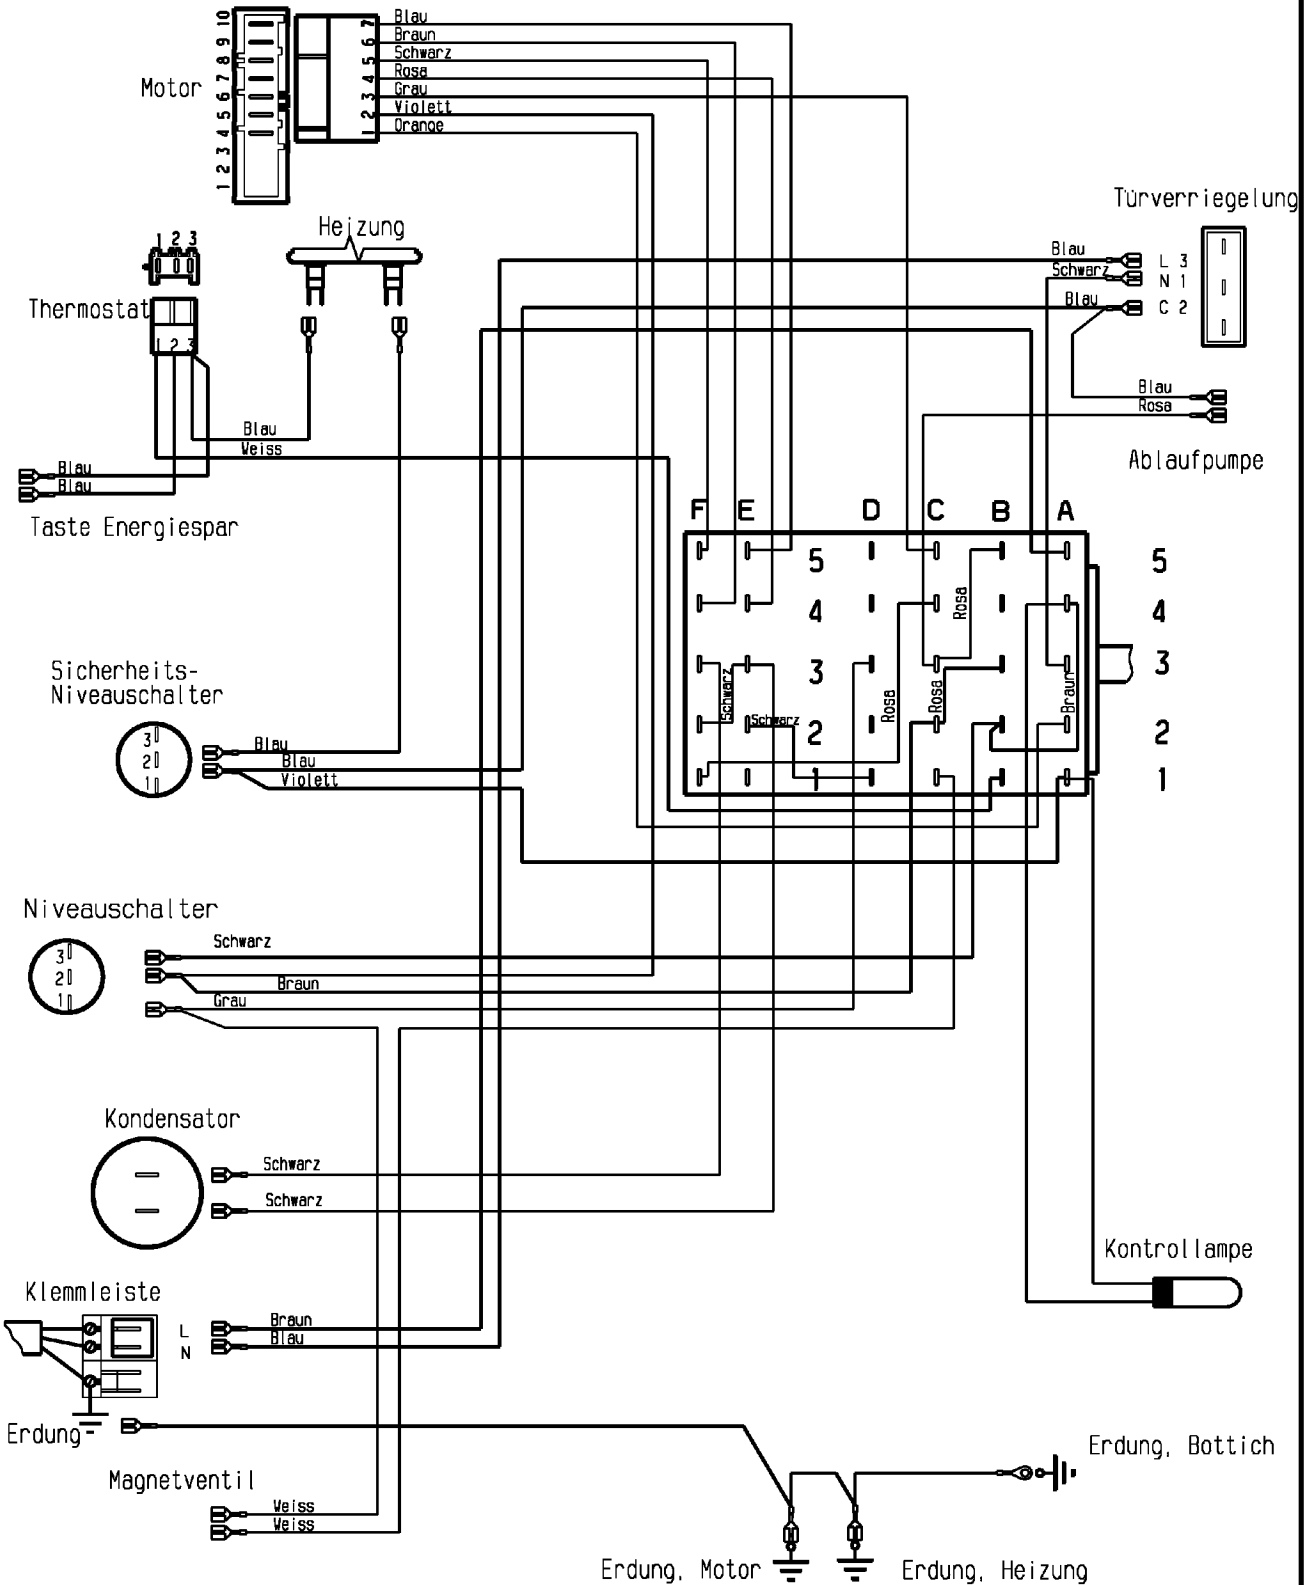 10 9 8 7 6 5 4 3 2 1
7 6 5 4 3 2 1
Blau
Braun
Schwarz
Rosa
Grau
Violett
Orange
Motor
Türverriegelung
Heizung
1 2 3
Blau
Schwarz
Blau
L 3
N 1
C 2
Thermostat
1 2 3
Blau
Rosa
Blau
Weiss
Ablaufpumpe
Blau
Blau
Taste Energiespar
F E D C B A
5 5
4 4
3 3
2 2
1 1
Rosa
Schwarz
Schwarz
Rosa
Rosa
Braun
Sicherheits-
Niveauschalter
3
2
1
Blau
Blau
Violett
Niveauschalter
3
2
1
Schwarz
Braun
Grau
Kondensator
Schwarz
Schwarz
Kontrollampe
Klemmleiste
L
N
Braun
Blau
Erdung
Erdung, Bottich
Magnetventil
Weiss
Weiss
Erdung, Motor
Erdung, Heizung